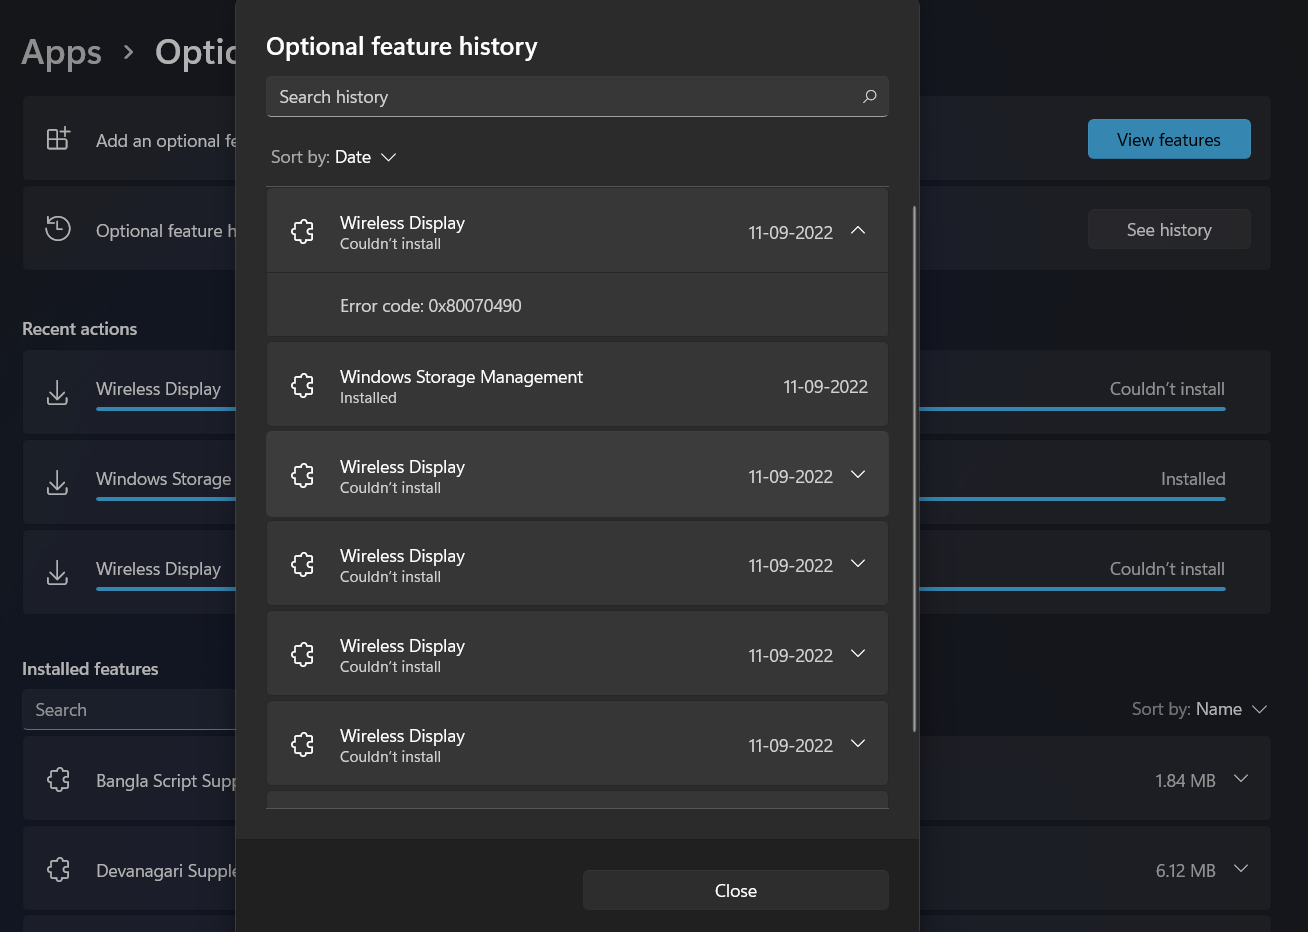 Apps > Optic
Add an optional fe
View features
Optional feature h
See history
Recent actions
Wireless Display
Couldn't install
Windows Storage
Installed
Wireless Display
Couldn't install
Installed features
Search
Sort by: Name
Bangla Script Supp
1.84 MB
Devanagari Supple
6.12 MB
Optional feature history
Search history
Sort by: Date
Wireless Display
Couldn't install
11-09-2022
Error code: 0x80070490
Windows Storage Management
Installed
11-09-2022
Wireless Display
Couldn't install
11-09-2022
Wireless Display
Couldn't install
11-09-2022
Wireless Display
Couldn't install
11-09-2022
Wireless Display
Couldn't install
11-09-2022
Close